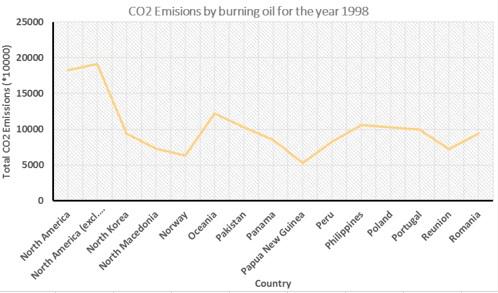 CO2 Emisions by burning oil for the year 1998
Total CO2 Emissions (*10000)
25000
20000
15000
10000
5000
0
North America
North America (excl....
North Korea
North Macedonia
Norway
Oceania
Pakistan
Panama
Papua New Guinea
Peru
Philippines
Poland
Portugal
Reunion
Romania
Country